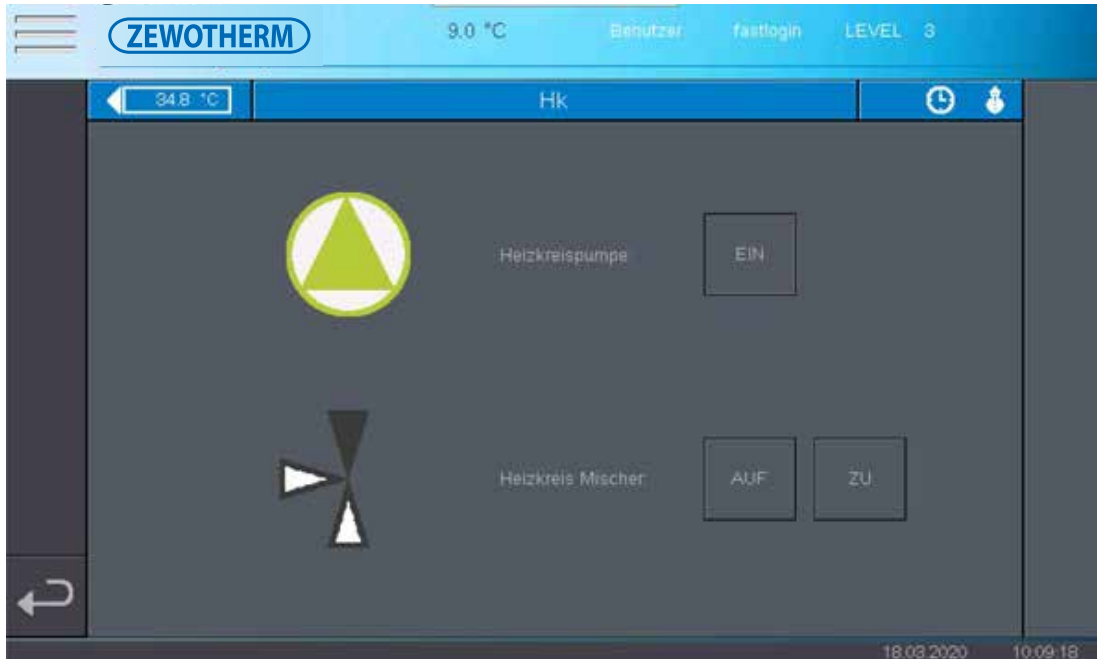 ZEWOTHERM 9.0 °C Benutzer fastlogin LEVEL 3
34.8 °C Hk
Heizkreispumpe: EIN
Heizkreis Mischer: AUF ZU
18.03.2020 10:09:18